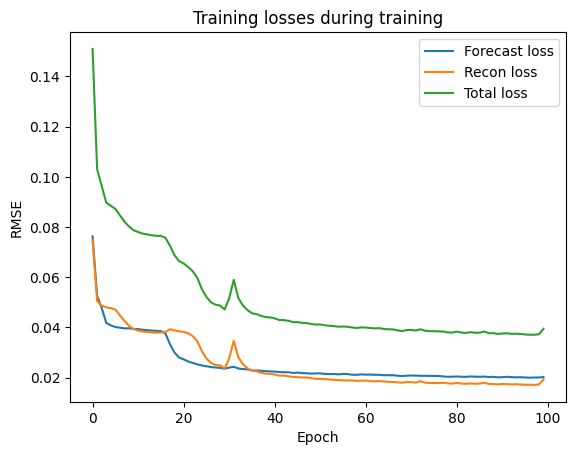 Training losses during training
Forecast loss
Recon loss
Total loss
0.14
0.12
0.10
0.08
0.06
0.04
0.02
RMSE
0 20 40 60 80 100
Epoch